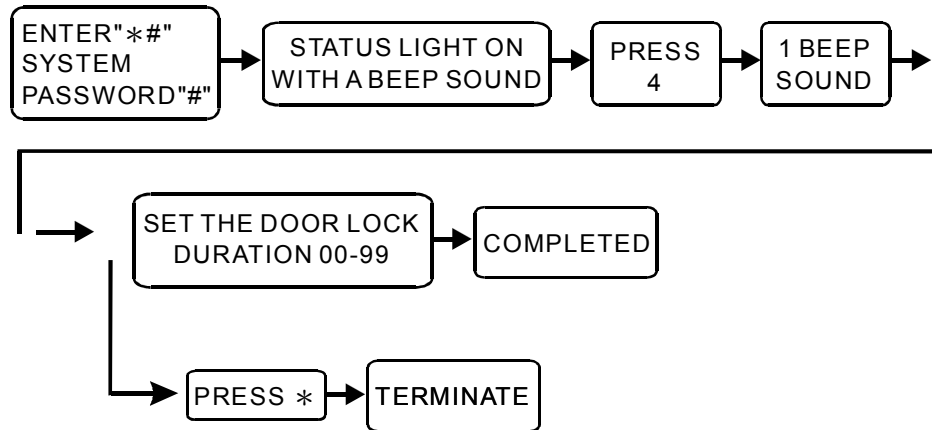 ENTER"*#"
SYSTEM
PASSWORD"#"
STATUS LIGHT ON
WITH A BEEP SOUND
PRESS
4
1 BEEP
SOUND
SET THE DOOR LOCK
DURATION 00-99
COMPLETED
PRESS *
TERMINATE